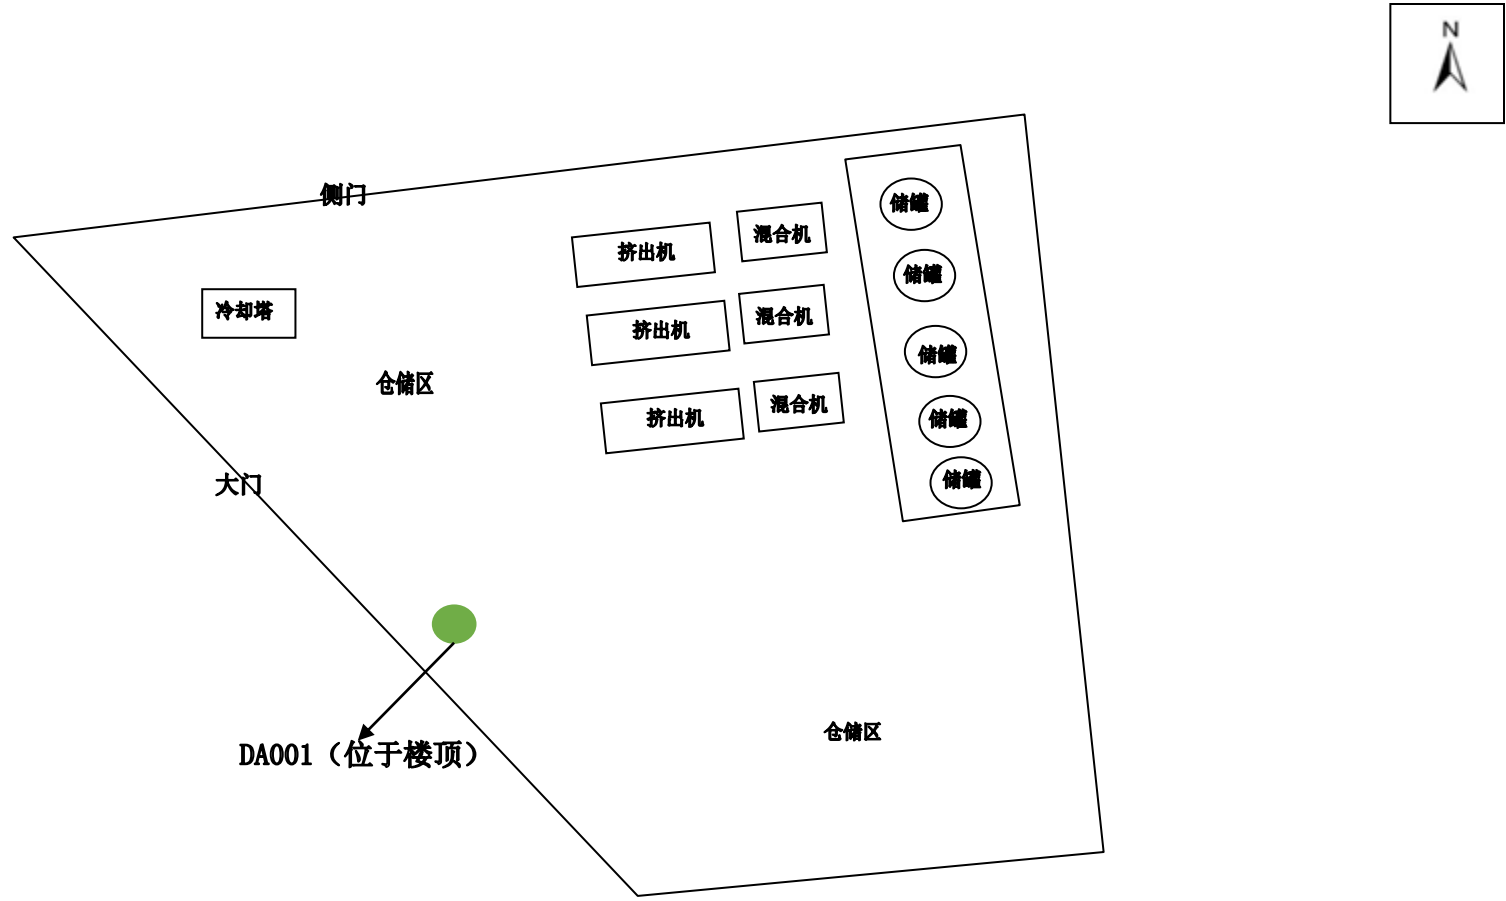 N
侧门
储罐
混合机
挤出机
储罐
冷却塔
混合机
挤出机
储罐
仓储区
混合机
挤出机
储罐
储罐
大门
仓储区
DA001（位于楼顶）